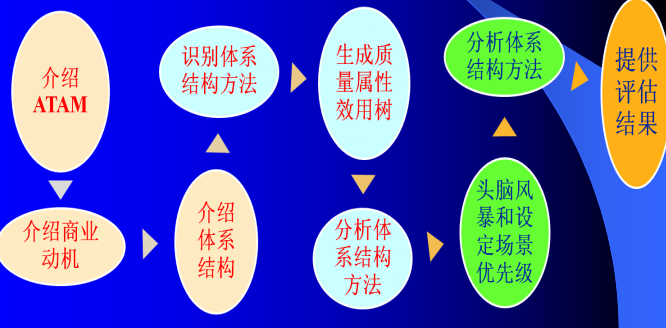 介绍
ATAM
介绍商业
动机
介绍
体系
结构
识别体系
结构方法
生成质
量属性
效用树
分析体
系结构
方法
头脑风
暴和设
定场景
优先级
分析体系
结构方法
提供
评估
结果